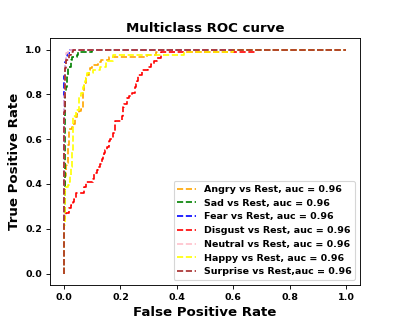 Multiclass ROC curve
True Positive Rate
1.0
0.8
0.6
0.4
0.2
0.0
Angry vs Rest, auc = 0.96
Sad vs Rest, auc = 0.96
Fear vs Rest, auc = 0.96
Disgust vs Rest, auc = 0.96
Neutral vs Rest, auc = 0.96
Happy vs Rest, auc = 0.96
Surprise vs Rest,auc = 0.96
0.0 0.2 0.4 0.6 0.8 1.0
False Positive Rate